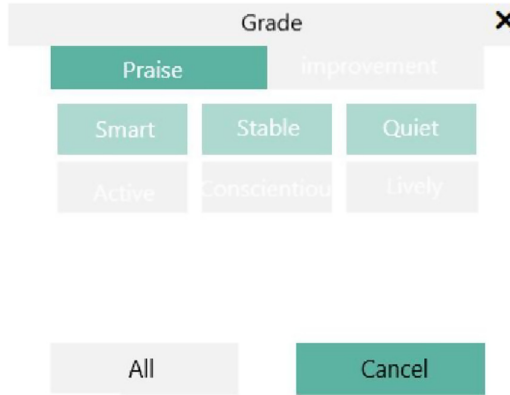 Grade ×
Praise improvement
Smart Stable Quiet
Active Conscientiou Lively
All Cancel